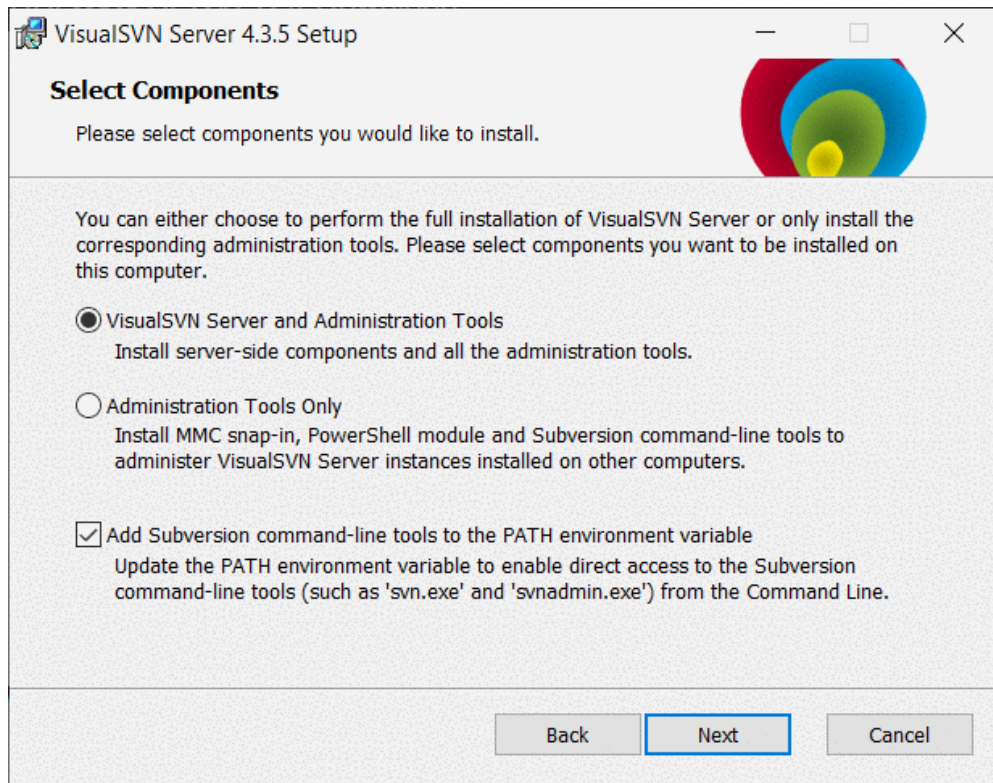 VisualSVN Server 4.3.5 Setup
Select Components
Please select components you would like to install.
You can either choose to perform the full installation of VisualSVN Server or only install the
corresponding administration tools. Please select components you want to be installed on
this computer.
VisualSVN Server and Administration Tools
Install server-side components and all the administration tools.
Administration Tools Only
Install MMC snap-in, PowerShell module and Subversion command-line tools to
administer VisualSVN Server instances installed on other computers.
Add Subversion command-line tools to the PATH environment variable
Update the PATH environment variable to enable direct access to the Subversion
command-line tools (such as 'svn.exe' and 'svnadmin.exe') from the Command Line.
Back Next Cancel